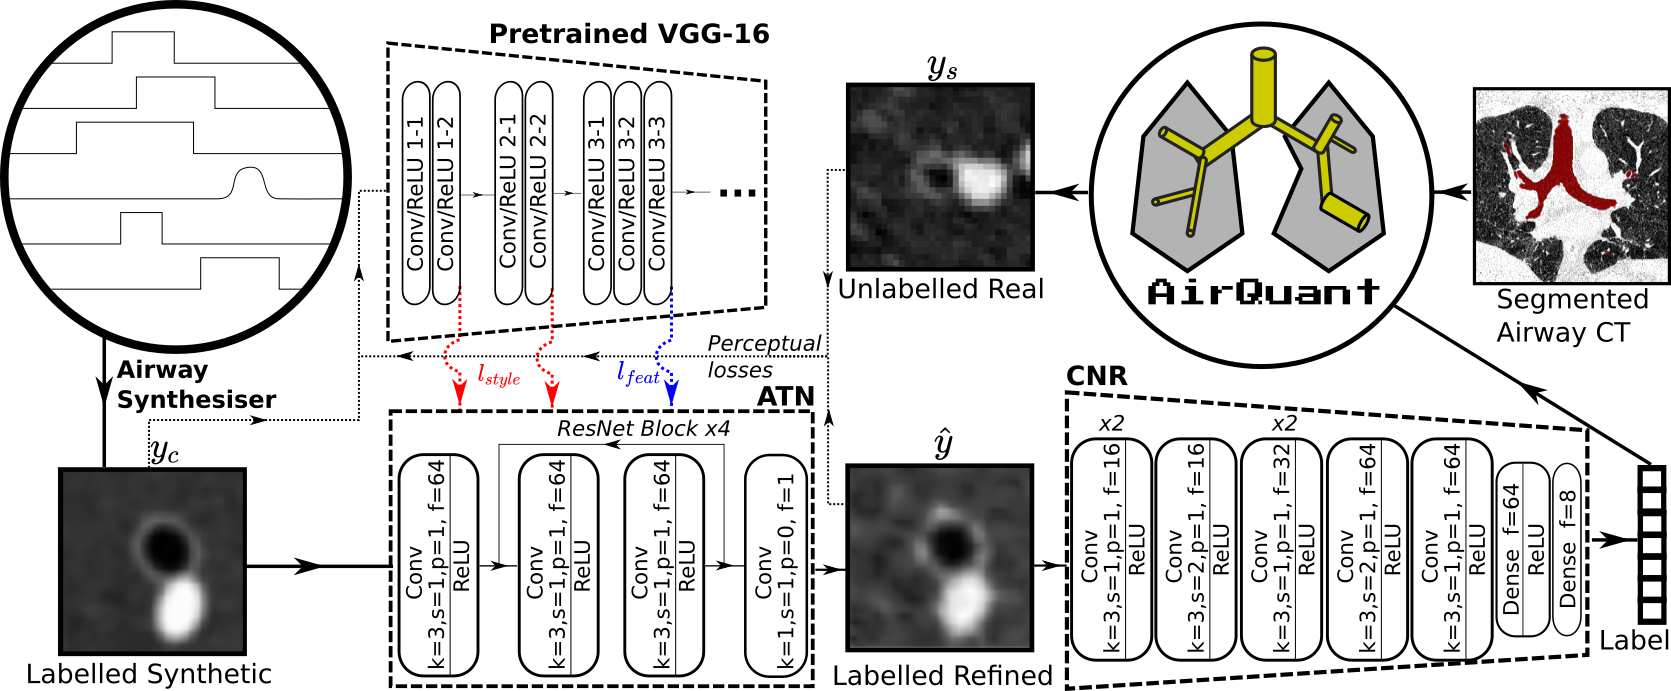 Pretrained VGG-16
Conv/ReLU 1-1
Conv/ReLU 1-2
Conv/ReLU 2-1
Conv/ReLU 2-2
Conv/ReLU 3-1
Conv/ReLU 3-2
Conv/ReLU 3-3
...
y_s
Unlabelled Real
AirQuant
Segmented
Airway CT
Airway
Synthesiser
y_c
Labelled Synthetic
l_style
l_feat
Perceptual
losses
ATN
ResNet Block x4
Conv
k=3,s=1,p=1, f=64
ReLU
Conv
k=3,s=1,p=1, f=64
ReLU
Conv
k=3,s=1,p=1, f=64
ReLU
Conv
k=1,s=1,p=0, f=1
ŷ
Labelled Refined
CNR
x2
Conv
k=3,s=1,p=1, f=16
ReLU
Conv
k=3,s=2,p=1, f=16
ReLU
x2
Conv
k=3,s=1,p=1, f=32
ReLU
Conv
k=3,s=2,p=1, f=64
ReLU
Conv
k=3,s=1,p=1, f=64
ReLU
Dense f=64
ReLU
Dense f=8
Label